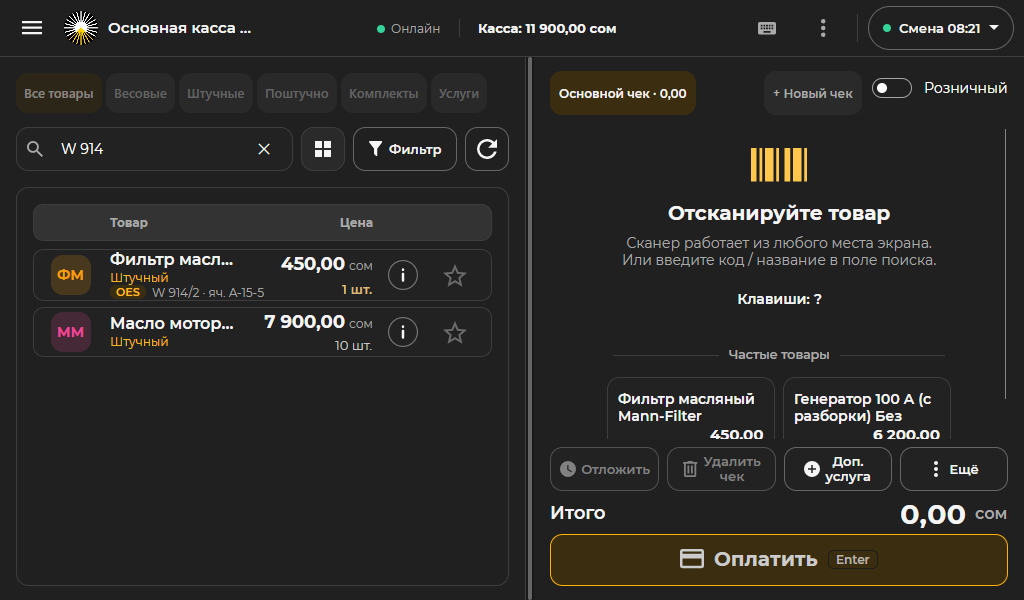 Основная касса ...
Онлайн
Касса: 11 900,00 сом
Смена 08:21
Все товары
Весовые
Штучные
Поштучно
Комплекты
Услуги
W 914
Фильтр
Товар
Цена
ФМ
Фильтр масл...
Штучный
OES W 914/2 · яч. A-15-5
450,00 сом
1 шт.
i
ММ
Масло мотор...
Штучный
7 900,00 сом
10 шт.
i
Основной чек · 0,00
+ Новый чек
Розничный
Отсканируйте товар
Сканер работает из любого места экрана.
Или введите код / название в поле поиска.
Клавиши: ?
Частые товары
Фильтр масляный
Mann-Filter
450,00
Генератор 100 А (с
разборки) Без
6 200,00
Отложить
Удалить
чек
Доп.
услуга
Ещё
Итого
0,00 сом
Оплатить Enter